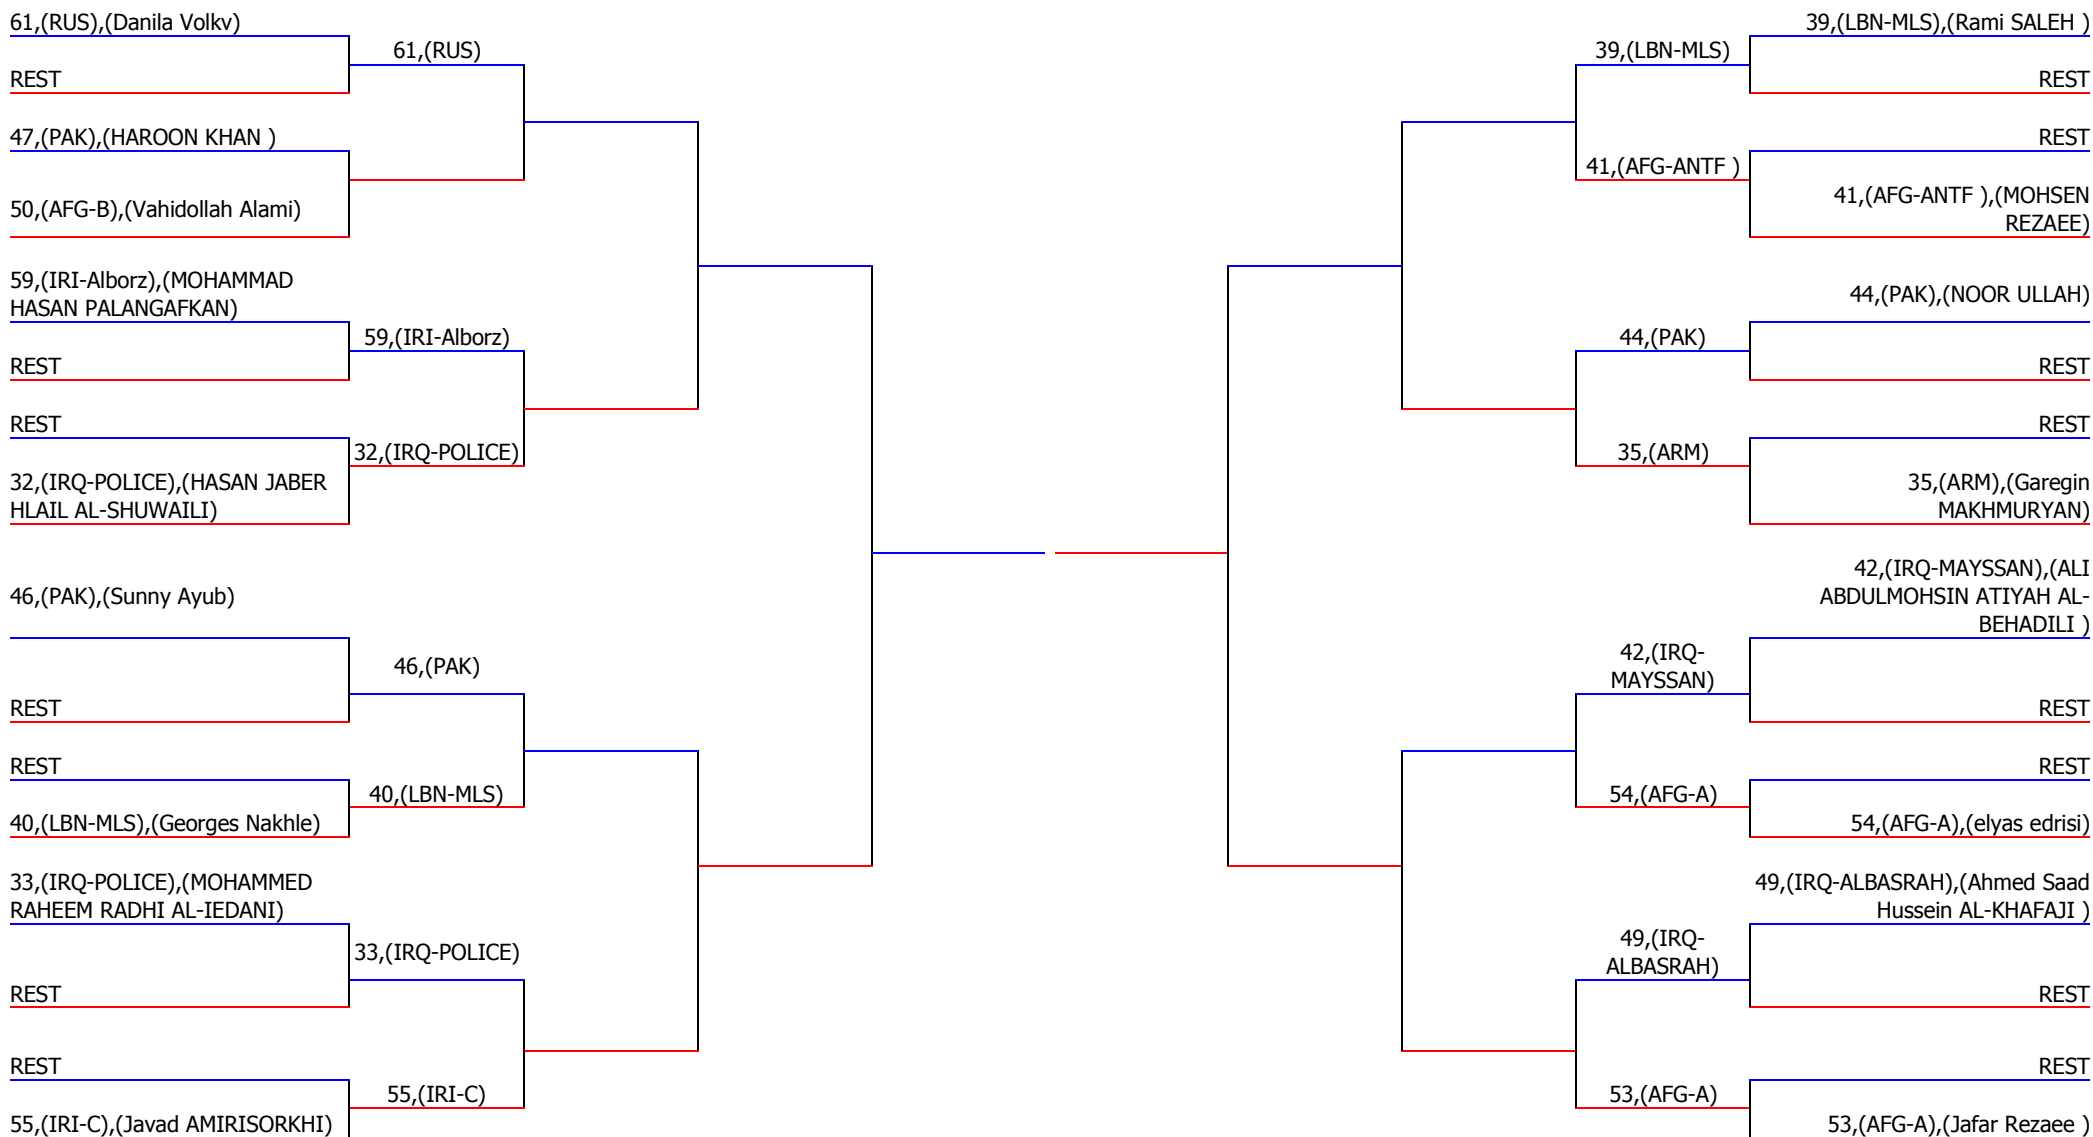 61,(RUS),(Danila Volkv)
REST
47,(PAK),(HAROON KHAN )
50,(AFG-B),(Vahidollah Alami)
59,(IRI-Alborz),(MOHAMMAD
HASAN PALANGAFKAN)
REST
REST
32,(IRQ-POLICE),(HASAN JABER
HLAIL AL-SHUWAILI)
46,(PAK),(Sunny Ayub)
REST
REST
40,(LBN-MLS),(Georges Nakhle)
33,(IRQ-POLICE),(MOHAMMED
RAHEEM RADHI AL-IEDANI)
REST
REST
55,(IRI-C),(Javad AMIRISORKHI)
61,(RUS)
59,(IRI-Alborz)
32,(IRQ-POLICE)
46,(PAK)
40,(LBN-MLS)
33,(IRQ-POLICE)
55,(IRI-C)
39,(LBN-MLS)
41,(AFG-ANTF )
44,(PAK)
35,(ARM)
42,(IRQ-
MAYSSAN)
54,(AFG-A)
49,(IRQ-
ALBASRAH)
53,(AFG-A)
39,(LBN-MLS),(Rami SALEH )
REST
REST
41,(AFG-ANTF ),(MOHSEN
REZAEE)
44,(PAK),(NOOR ULLAH)
REST
REST
35,(ARM),(Garegin
MAKHMURYAN)
42,(IRQ-MAYSSAN),(ALI
ABDULMOHSIN ATIYAH AL-
BEHADILI )
REST
REST
54,(AFG-A),(elyas edrisi)
49,(IRQ-ALBASRAH),(Ahmed Saad
Hussein AL-KHAFAJI )
REST
REST
53,(AFG-A),(Jafar Rezaee )